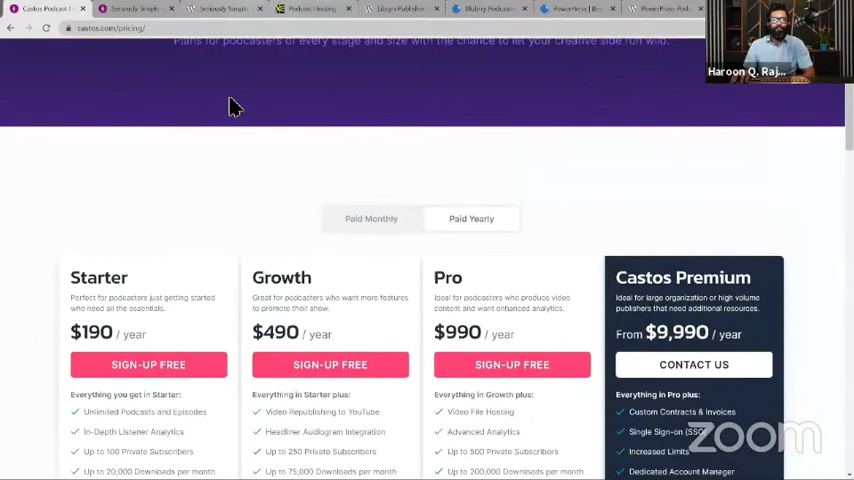 Castos Podcast
Seriously Simple
Seriously Simple
Podcast Hosting
Libsyn Publisher
Blubrry Podcastin
PowerPress | Bes
PowerPress Pod
castos.com/pricing/
Haroon Q. Raj...
Plans for podcasters of every stage and size with the chance to let your creative side run wild.
Paid Monthly
Paid Yearly
Starter
Perfect for podcasters just getting started
who need all the essentials.
$190 / year
SIGN-UP FREE
Everything you get in Starter:
Unlimited Podcasts and Episodes
In-Depth Listener Analytics
Up to 100 Private Subscribers
Up to 20,000 Downloads per month
Growth
Great for podcasters who want more features
to promote their show.
$490 / year
SIGN-UP FREE
Everything in Starter plus:
Video Republishing to YouTube
Headliner Audiogram Integration
Up to 250 Private Subscribers
Up to 75,000 Downloads per month
Pro
Ideal for podcasters who produce video
content and want enhanced analytics.
$990 / year
SIGN-UP FREE
Everything in Growth plus:
Video File Hosting
Advanced Analytics
Up to 500 Private Subscribers
Up to 200,000 Downloads per month
Castos Premium
Ideal for large organization or high volume
publishers that need additional resources.
From $9,990 / year
CONTACT US
Everything in Pro plus:
Custom Contracts & Invoices
Single Sign-on (SSO)
Increased Limits
Dedicated Account Manager
zoom